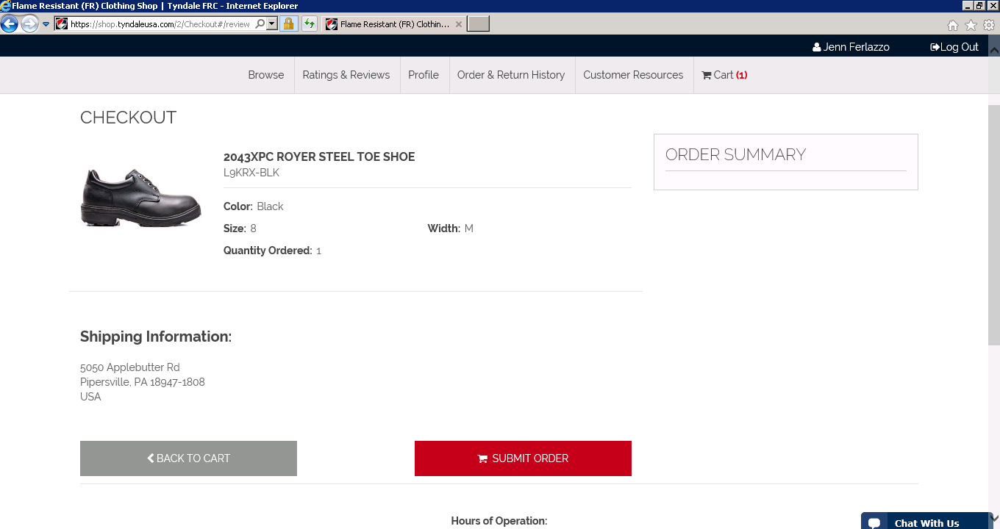 Flame Resistant (FR) Clothing Shop | Tyndale FRC - Internet Explorer
https://shop.tyndaleusa.com/2/Checkout#/review
Flame Resistant (FR) Clothin...
Jenn Ferlazzo
Log Out
Browse
Ratings & Reviews
Profile
Order & Return History
Customer Resources
Cart (1)
CHECKOUT
2043XPC ROYER STEEL TOE SHOE
L9KRX-BLK
Color: Black
Size: 8
Width: M
Quantity Ordered: 1
ORDER SUMMARY
Shipping Information:
5050 Applebutter Rd
Pipersville, PA 18947-1808
USA
BACK TO CART
SUBMIT ORDER
Hours of Operation:
Chat With Us